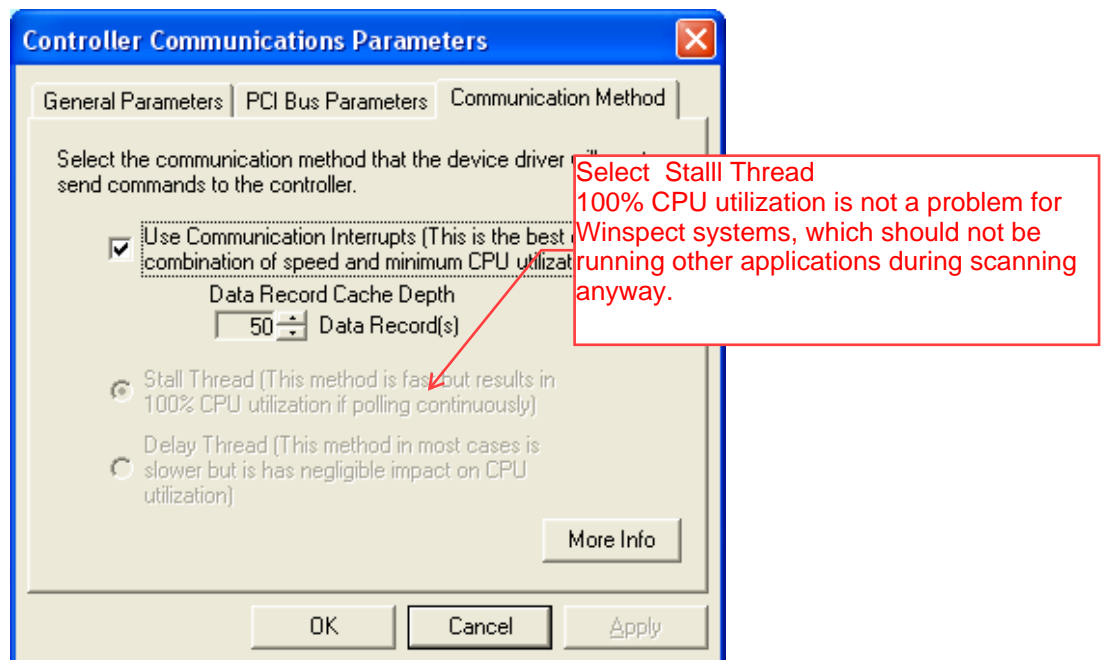 Controller Communications Parameters
General Parameters
PCI Bus Parameters
Communication Method
Select the communication method that the device driver
send commands to the controller.
Use Communication Interrupts (This is the best
combination of speed and minimum CPU
Data Record Cache Depth
50 Data Record(s)
Stall Thread (This method is fast but results in
100% CPU utilization if polling continuously)
Delay Thread (This method in most cases is
slower but is has negligible impact on CPU
utilization)
More Info
OK
Cancel
Apply
Select Stalll Thread
100% CPU utilization is not a problem for
Winspect systems, which should not be
running other applications during scanning
anyway.